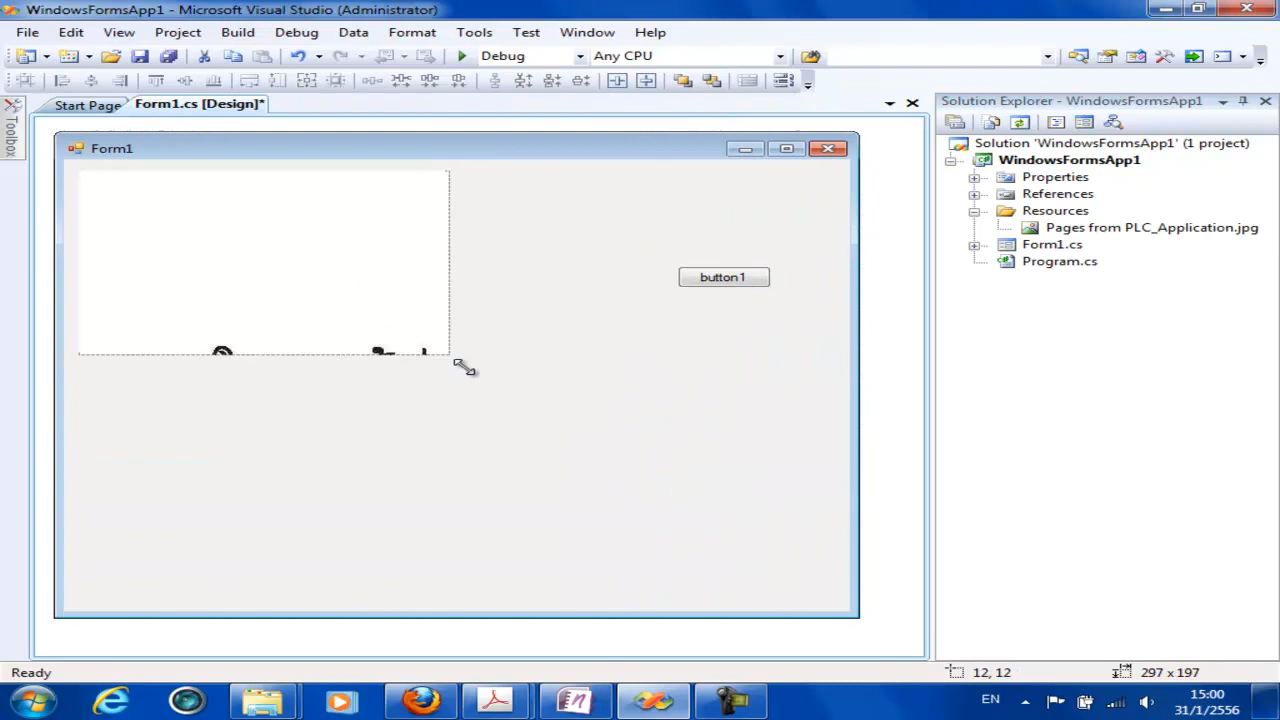 WindowsFormsApp1 - Microsoft Visual Studio (Administrator)
File Edit View Project Build Debug Data Format Tools Test Window Help
Debug Any CPU
Toolbox
Start Page Form1.cs [Design]*
Form1
button1
Solution Explorer - WindowsFormsApp1
Solution 'WindowsFormsApp1' (1 project)
WindowsFormsApp1
Properties
References
Resources
Pages from PLC_Application.jpg
Form1.cs
Program.cs
Ready 12, 12 297 x 197
EN 15:00
31/1/2556